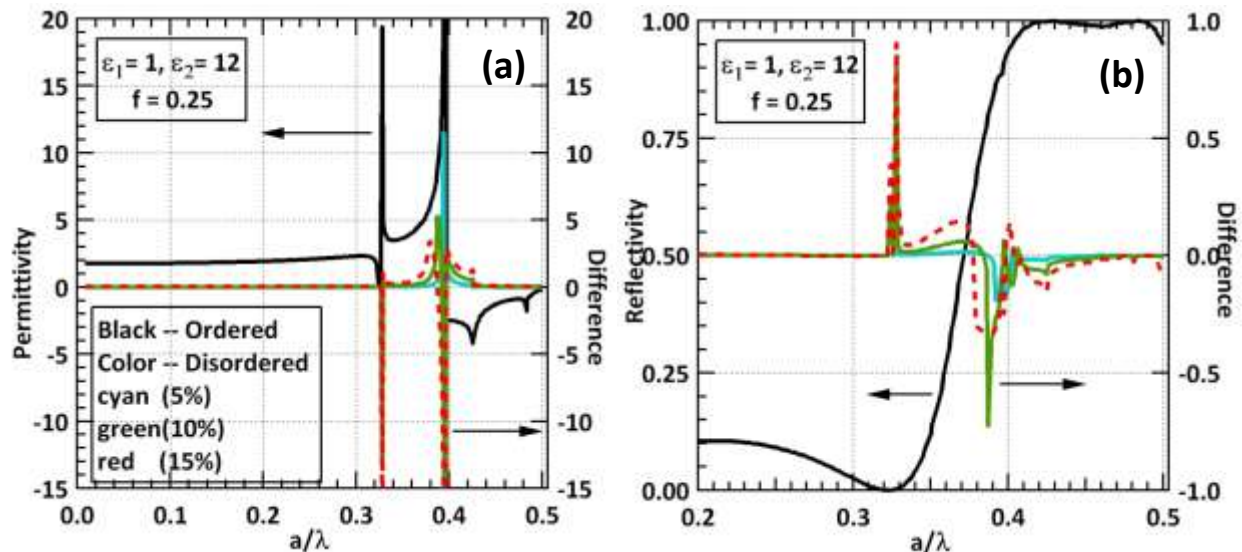 (a)
ε1= 1, ε2= 12
f = 0.25
20
15
10
5
0
-5
-10
-15
Permittivity
20
15
10
5
0
-5
-10
-15
Difference
Black -- Ordered
Color -- Disordered
cyan (5%)
green(10%)
red (15%)
0.0 0.1 0.2 0.3 0.4 0.5
a/λ
(b)
ε1= 1, ε2= 12
f = 0.25
1.00
0.75
0.50
0.25
0.00
Reflectivity
1.0
0.5
0.0
-0.5
-1.0
Difference
0.2 0.3 0.4 0.5
a/λ